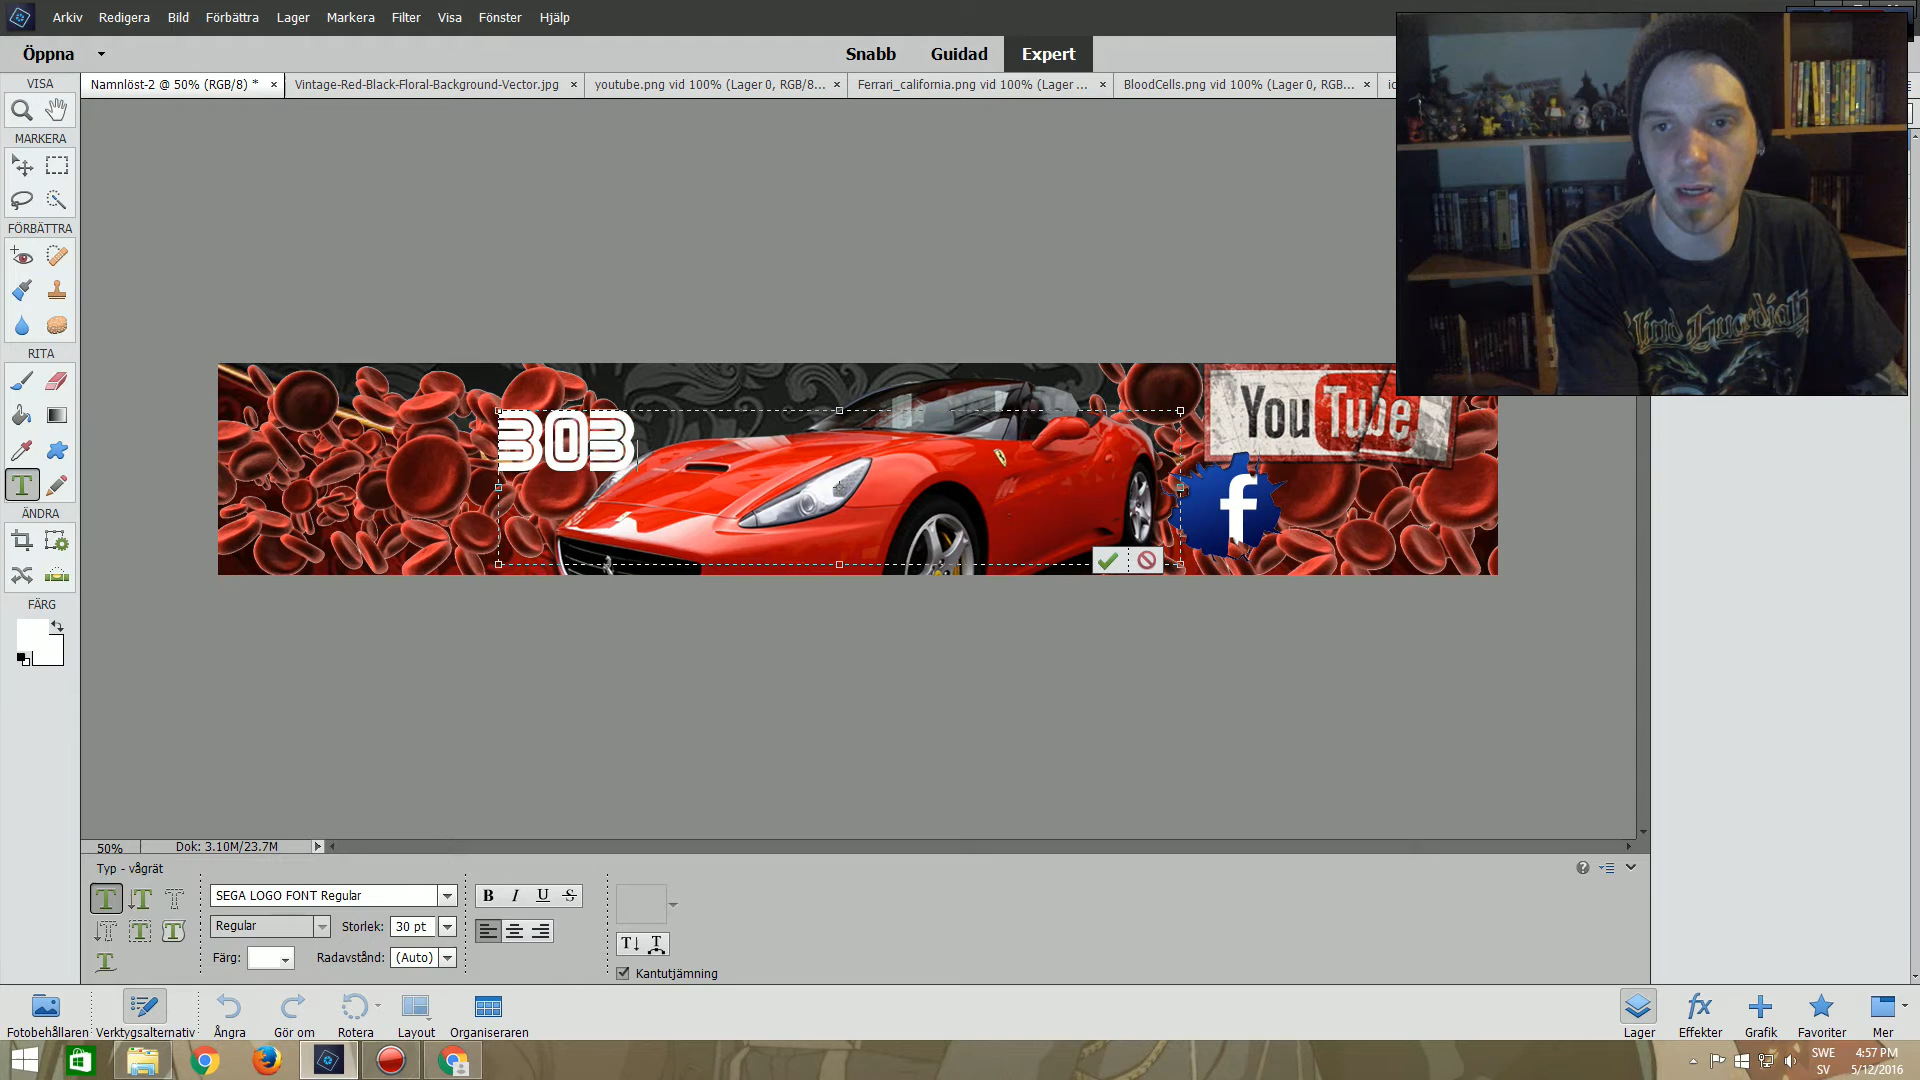 Arkiv Redigera Bild Förbättra Lager Markera Filter Visa Fönster Hjälp
Öppna Snabb Guidad Expert
VISA
Namnlöst-2 @ 50% (RGB/8) * × Vintage-Red-Black-Floral-Background-Vector.jpg × youtube.png vid 100% (Lager 0, RGB/8... × Ferrari_california.png vid 100% (Lager ... × BloodCells.png vid 100% (Lager 0, RGB... ×
MARKERA
FÖRBÄTTRA
Blind Guardian
RITA
You Tube
303
f
ÄNDRA
FÄRG
50% Dok: 3.10M/23.7M
Typ - vågrät
SEGA LOGO FONT Regular B I U S
Regular Storlek: 30 pt
Färg: Radavstånd: (Auto)
Kantutjämning
Fotobehållaren Verktygsalternativ Ångra Gör om Rotera Layout Organiseraren Lager Effekter Grafik Favoriter Mer
SWE 4:57 PM
SV 5/12/2016